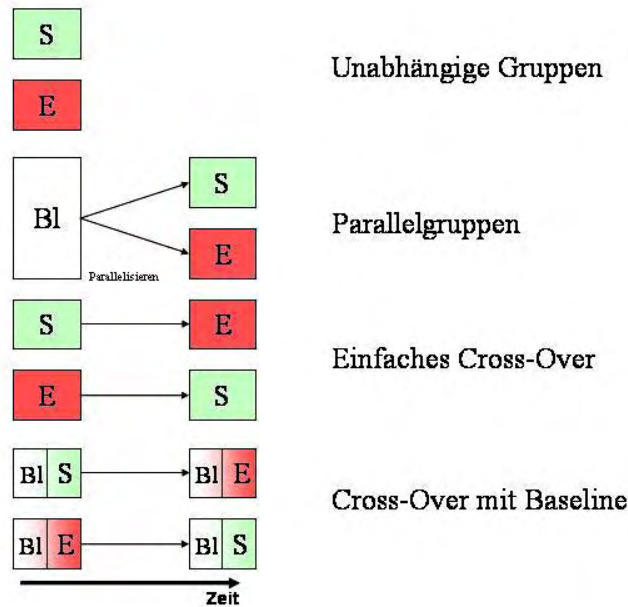 S
Unabhängige Gruppen
E
S
Bl
Parallelgruppen
E
Parallelisieren
S E
Einfaches Cross-Over
E S
Bl S Bl E
Cross-Over mit Baseline
Bl E Bl S
Zeit